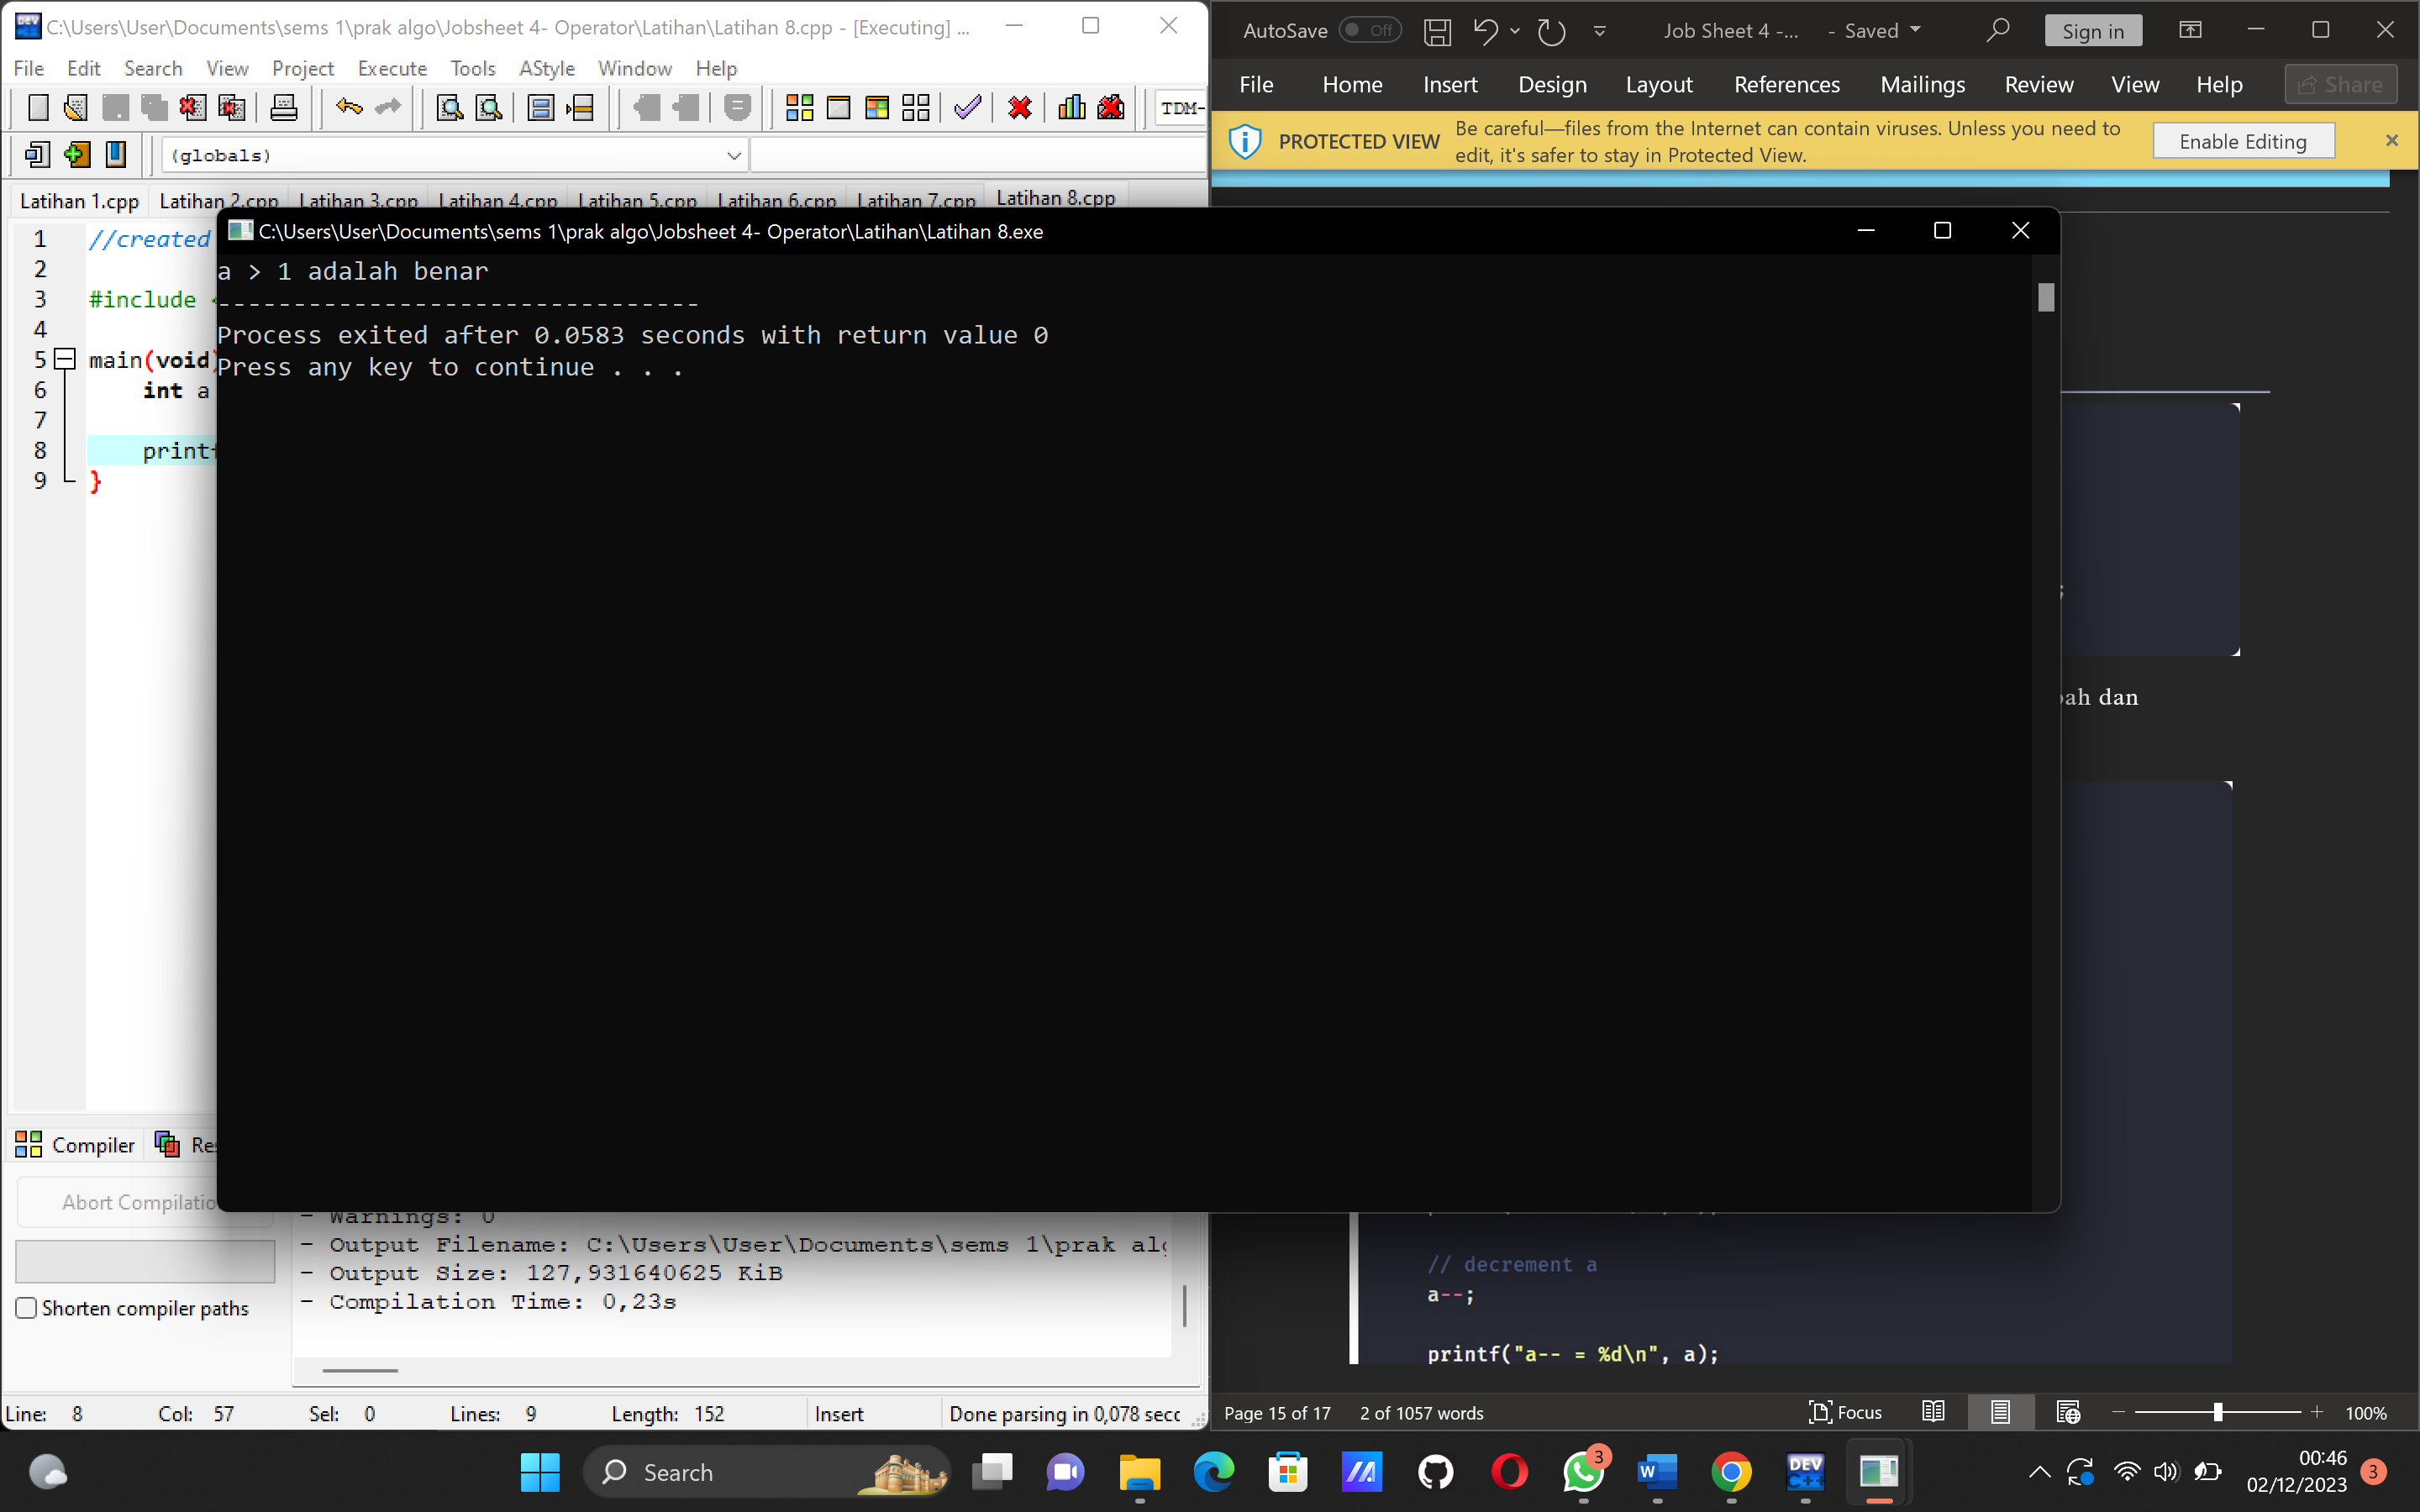 C:\Users\User\Documents\sems 1\prak algo\Jobsheet 4- Operator\Latihan\Latihan 8.cpp - [Executing] ...
File Edit Search View Project Execute Tools AStyle Window Help
TDM-
(globals)
Latihan 1.cpp Latihan 2.cpp Latihan 3.cpp Latihan 4.cpp Latihan 5.cpp Latihan 6.cpp Latihan 7.cpp Latihan 8.cpp
1 //created
2
3 #include
4
5 main(void)
6 int a
7
8 printf
9 }
C:\Users\User\Documents\sems 1\prak algo\Jobsheet 4- Operator\Latihan\Latihan 8.exe
a > 1 adalah benar
--------------------------------
Process exited after 0.0583 seconds with return value 0
Press any key to continue . . .
Compiler Res
Abort Compilatio
Shorten compiler paths
- Warnings: 0
- Output Filename: C:\Users\User\Documents\sems 1\prak alg
- Output Size: 127,931640625 KiB
- Compilation Time: 0,23s
Line: 8 Col: 57 Sel: 0 Lines: 9 Length: 152 Insert Done parsing in 0,078 sec
AutoSave Off Job Sheet 4 -... - Saved Sign in
File Home Insert Design Layout References Mailings Review View Help Share
PROTECTED VIEW Be careful—files from the Internet can contain viruses. Unless you need to
edit, it's safer to stay in Protected View.
Enable Editing
;
ah dan
// decrement a
a--;
printf("a-- = %d\n", a);
Page 15 of 17 2 of 1057 words Focus 100%
Search
DEV C++
3
00:46
02/12/2023
3